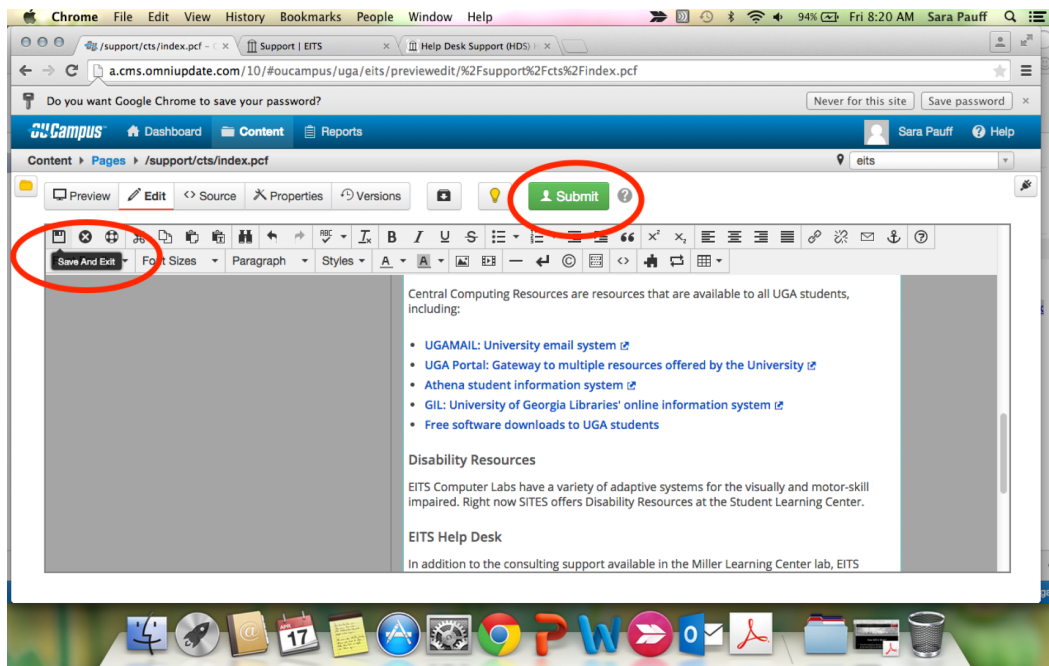 Chrome File Edit View History Bookmarks People Window Help 94% Fri 8:20 AM Sara Pauff
/support/cts/index.pcf – Support | EITS Help Desk Support (HDS)
a.cms.omniupdate.com/10/#oucampus/uga/eits/previewedit/%2Fsupport%2Fcts%2Findex.pcf
Do you want Google Chrome to save your password? Never for this site Save password
OU Campus Dashboard Content Reports Sara Pauff Help
Content Pages /support/cts/index.pcf eits
Preview Edit Source Properties Versions Submit
ABC B I U S
Save And Exit Font Sizes Paragraph Styles A A
Central Computing Resources are resources that are available to all UGA students,
including:
UGAMAIL: University email system
UGA Portal: Gateway to multiple resources offered by the University
Athena student information system
GIL: University of Georgia Libraries' online information system
Free software downloads to UGA students
Disability Resources
EITS Computer Labs have a variety of adaptive systems for the visually and motor-skill
impaired. Right now SITES offers Disability Resources at the Student Learning Center.
EITS Help Desk
In addition to the consulting support available in the Miller Learning Center lab, EITS
APR
17